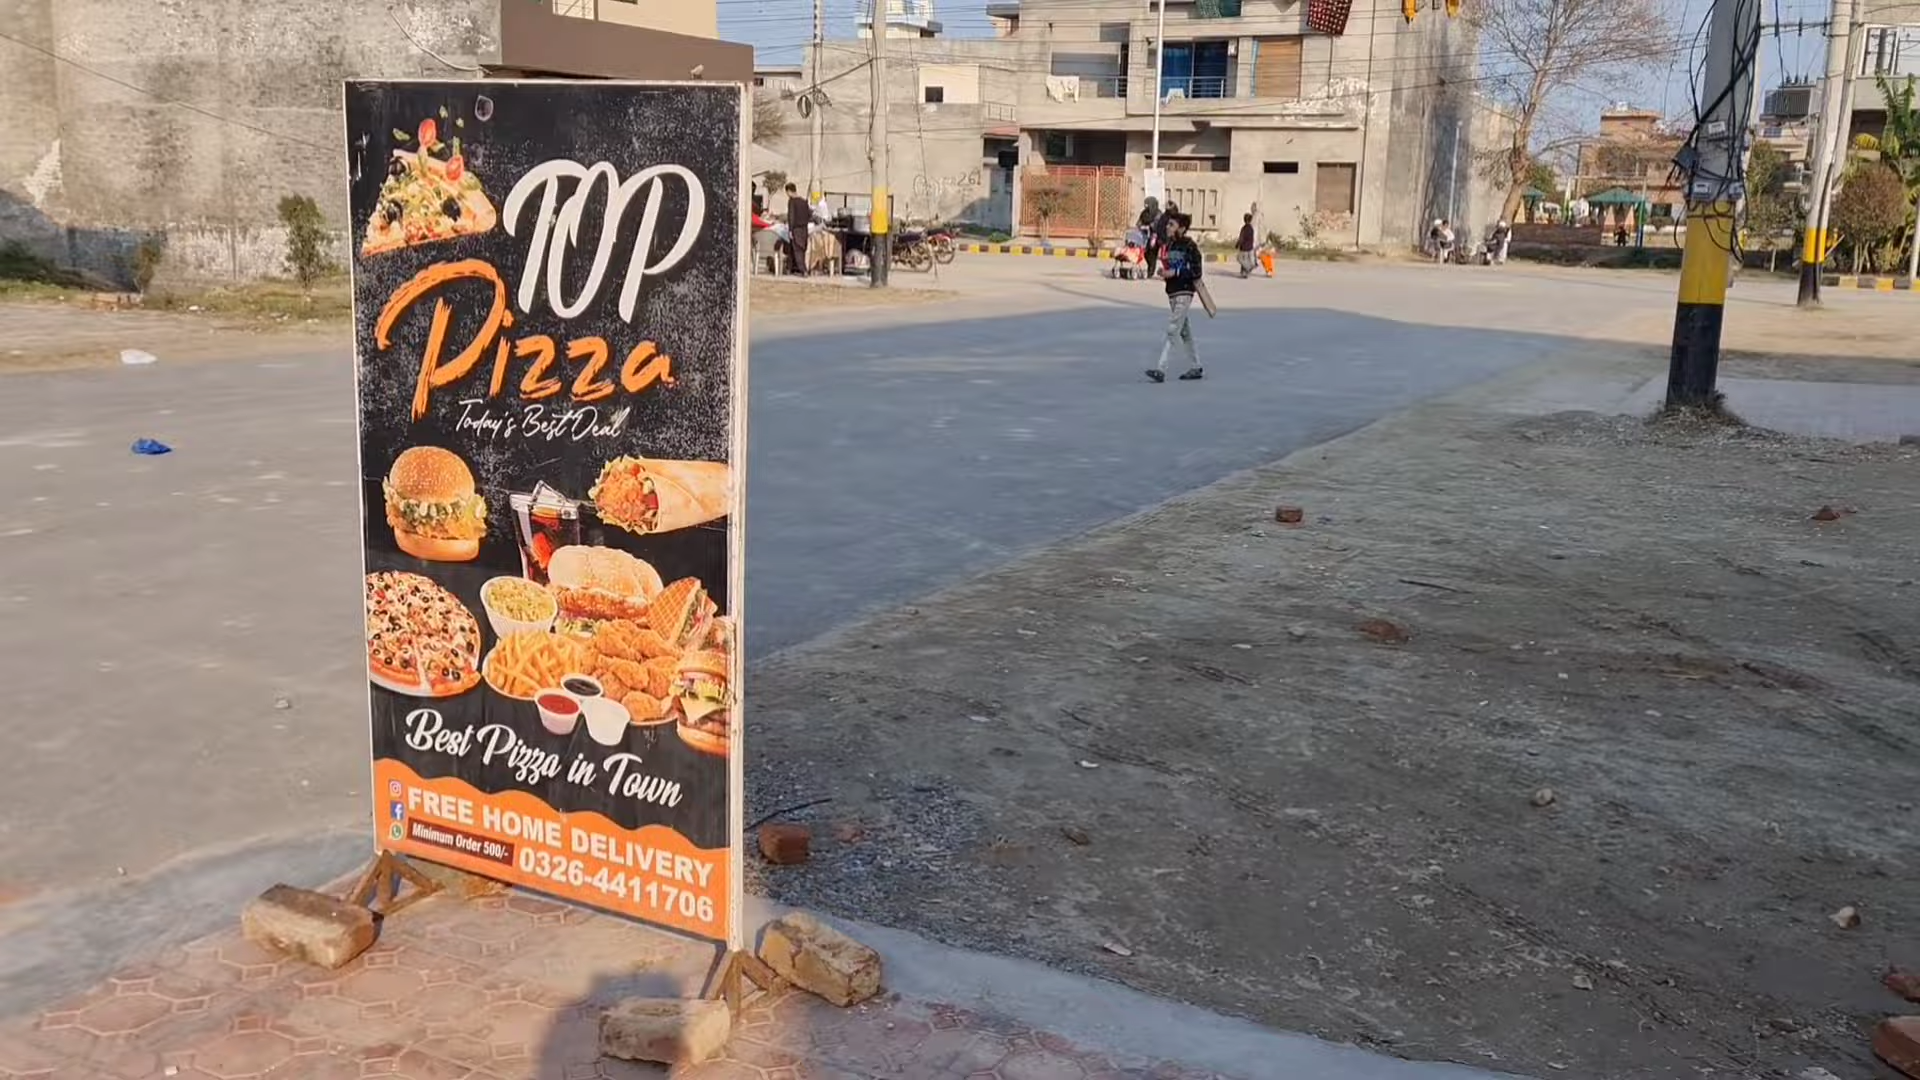 TOP
Pizza
Today's Best Deal
Best Pizza in Town
FREE HOME DELIVERY
Minimum Order 500/-
0326-4411706